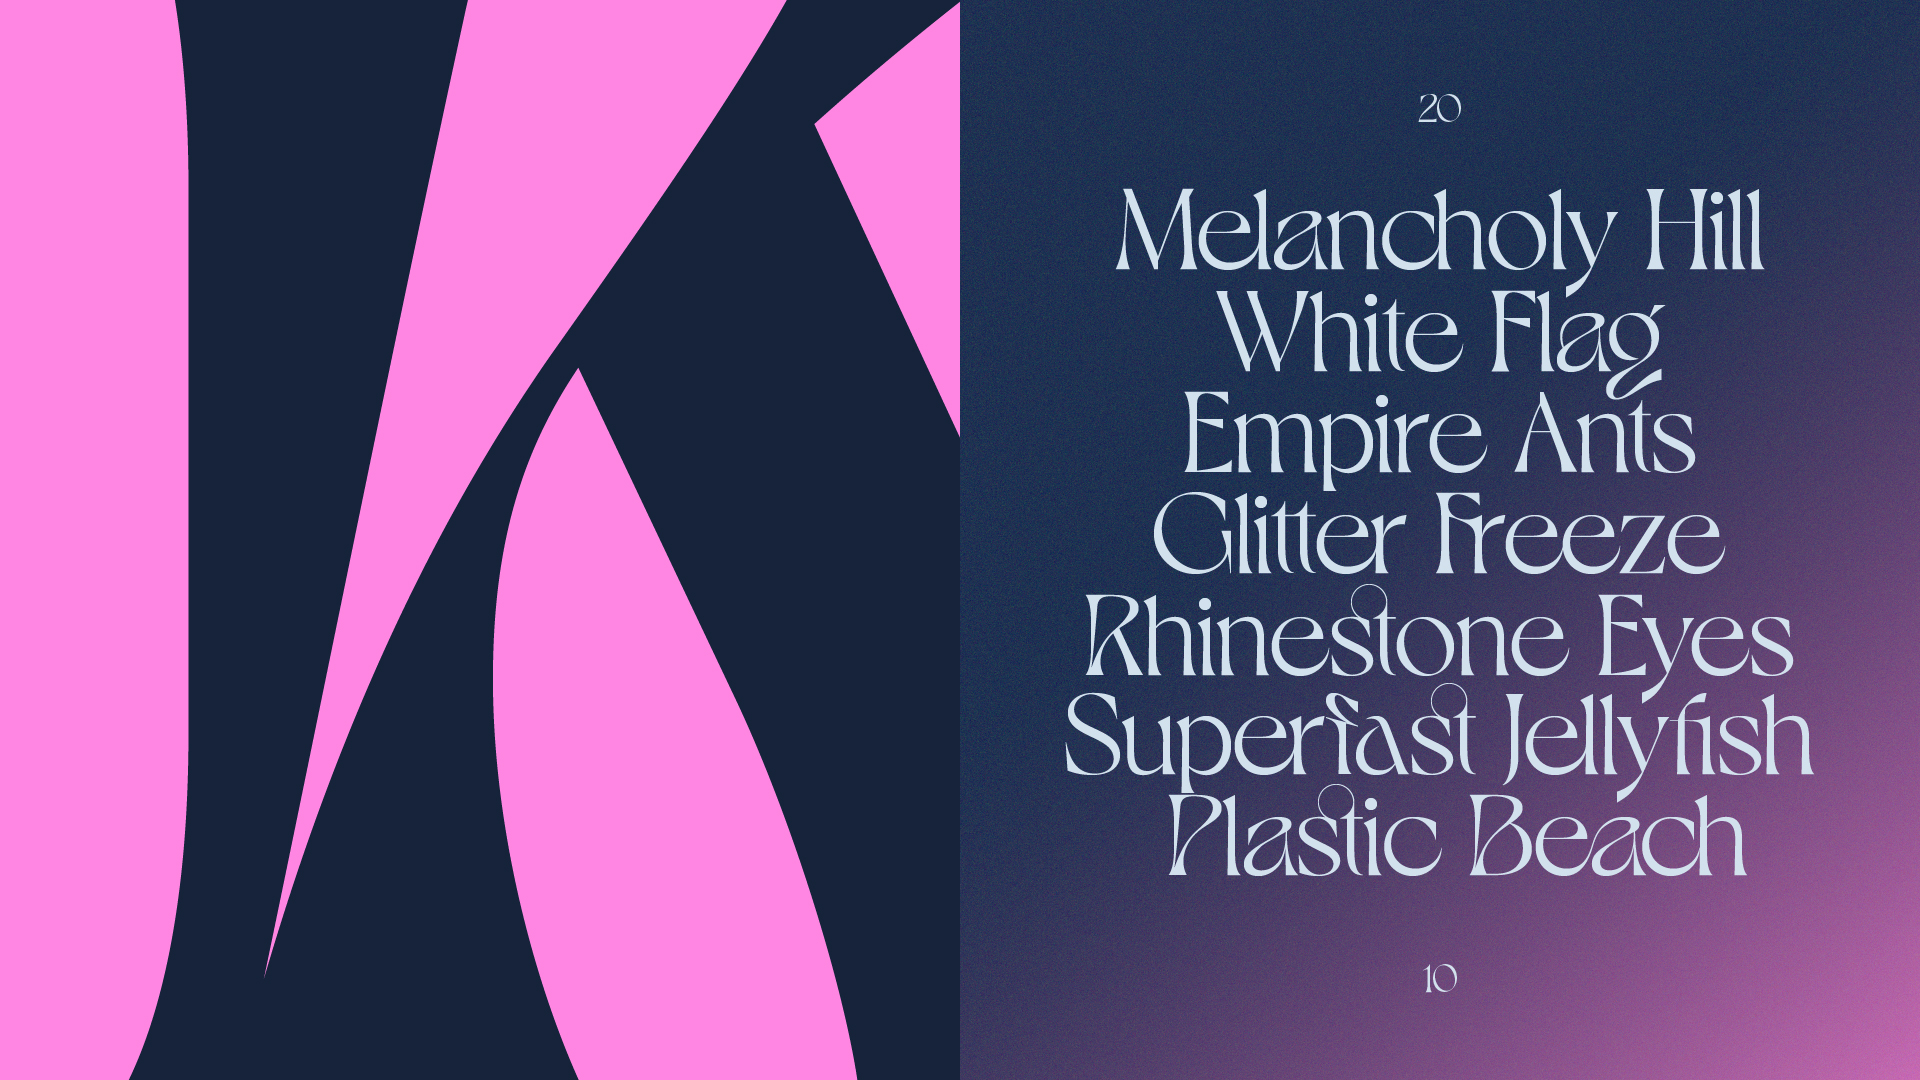 20
Melancholy Hill
White Flag
Empire Ants
Glitter Freeze
Rhinestone Eyes
Superfast Jellyfish
Plastic Beach
10